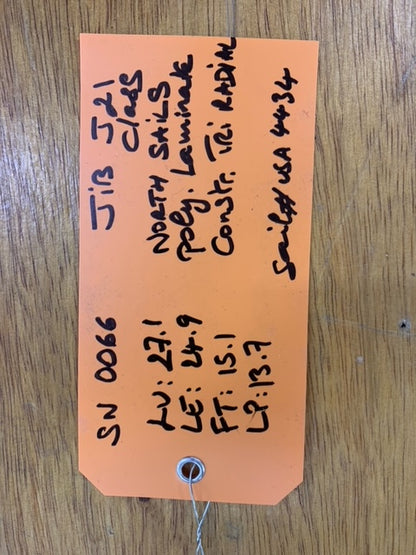 SN 0066
JIB J21
Class
LU: 27.1
NORTH SAILS
LE: 24.9
Poly. Laminate
FT: 15.1
Constr. TRI RADIAL
LP: 13.7
Sail# USA 4434